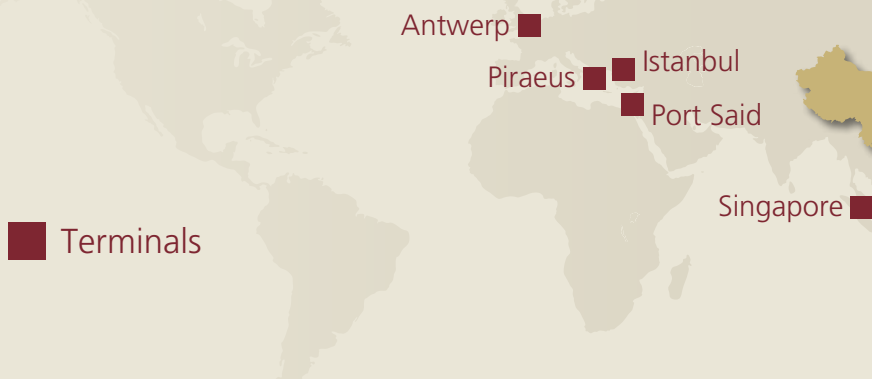 Antwerp
Istanbul
Piraeus
Port Said
Singapore
Terminals